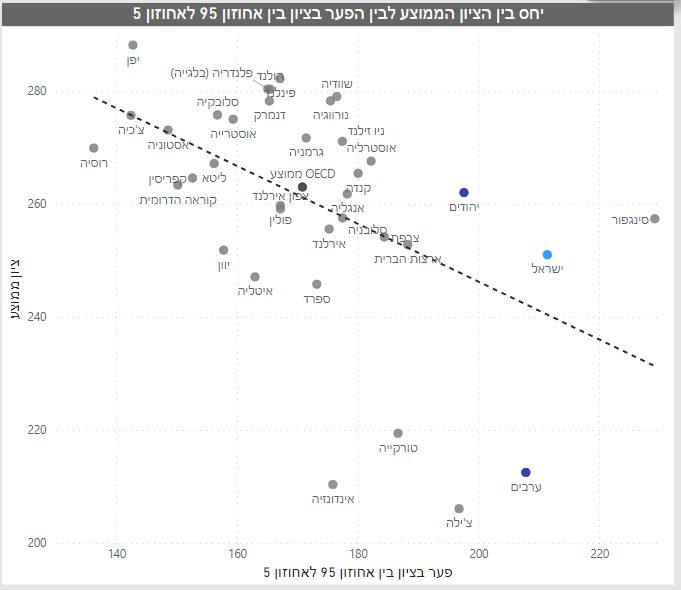 יחס בין הציון הממוצע לבין הפער בציון בין אחוזון 95 לאחוזון 5
יפן
הולנד
פלנדריה (בלגייה)
שוודיה
280
פינלנד
סלובקיה
דנמרק
נורווגיה
צ'כיה
אוסטרייה
ניו זילנד
אסטוניה
גרמניה
אוסטרליה
רוסיה
ליטא
קפריסין
ממוצע OECD
קנדה
קוראה הדרומית
צפון אירלנד
אנגליה
יהודים
260
פולין
סינגפור
סלובניה
אירלנד
צרפת
ארצות הברית
יוון
ישראל
איטליה
ספרד
ציון ממוצע
240
220
טורקייה
ערבים
אינדונזיה
צ'ילה
200
140
160
180
200
220
פער בציון בין אחוזון 95 לאחוזון 5